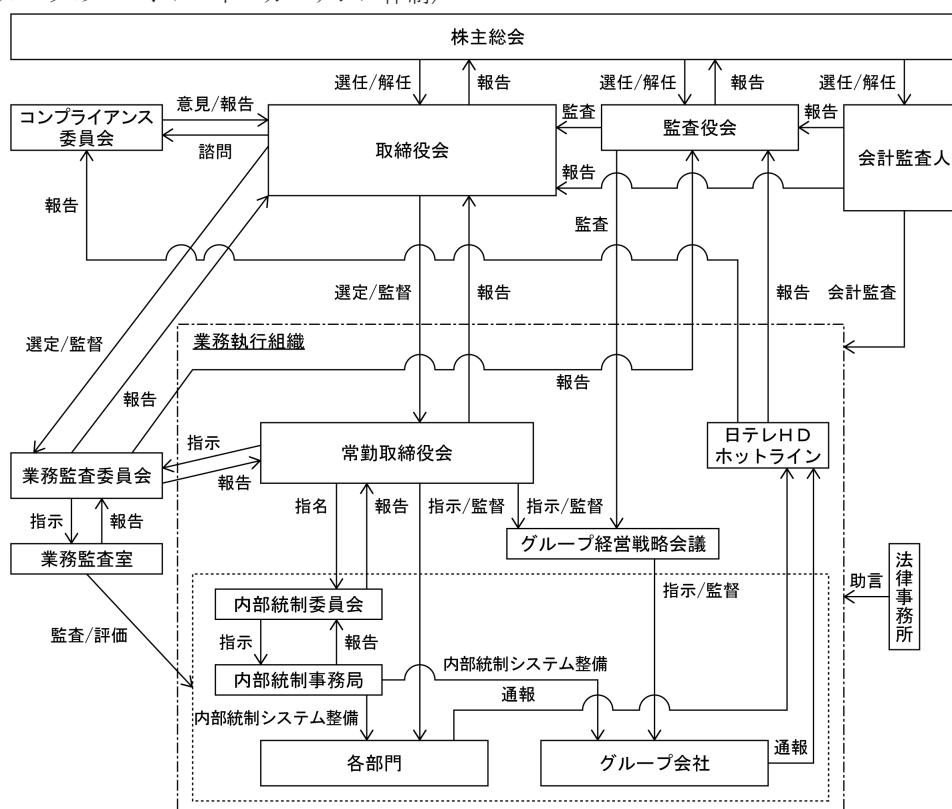 株主総会
選任/解任
報告
選任/解任
報告
選任/解任
コンプライアンス
委員会
意見/報告
諮問
取締役会
監査
監査役会
報告
会計監査人
報告
報告
監査
選定/監督
報告
報告
会計監査
選定/監督
業務執行組織
報告
報告
指示
常勤取締役会
日テレHD
ホットライン
業務監査委員会
報告
指名
報告
指示/監督
指示/監督
指示
報告
業務監査室
グループ経営戦略会議
法律事務所
助言
内部統制委員会
指示/監督
監査/評価
指示
報告
内部統制事務局
内部統制システム整備
通報
内部統制システム整備
各部門
グループ会社
通報